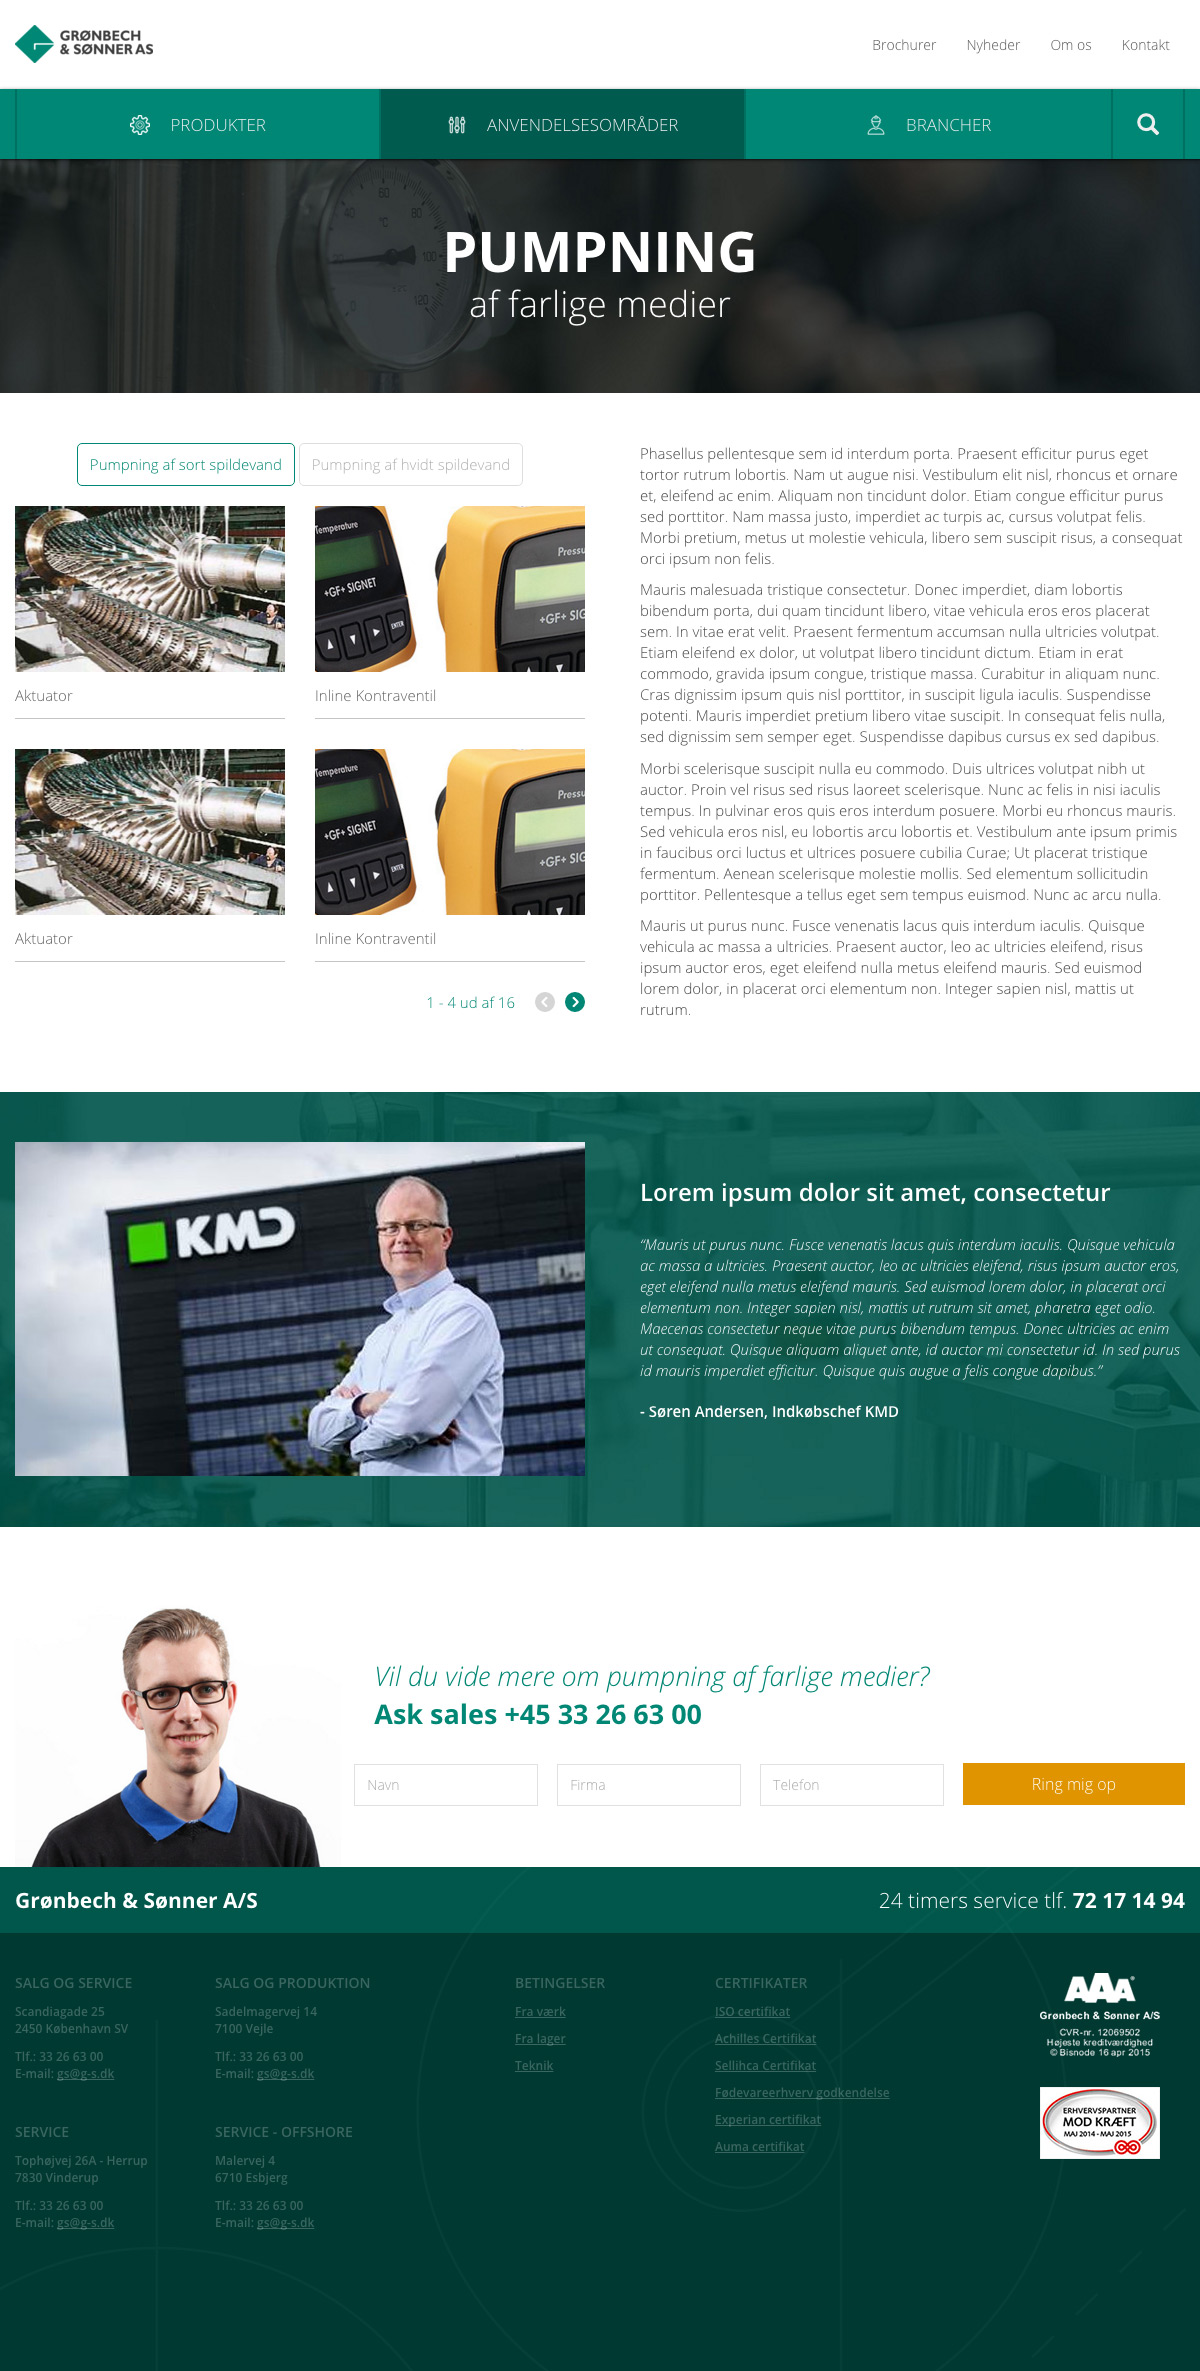 GRØNBECH
& SØNNER AS
Brochurer
Nyheder
Om os
Kontakt
PRODUKTER
ANVENDELSESOMRÅDER
BRANCHER
40
60
80
20
100
0
°C
120
PUMPNING
af farlige medier
Pumpning af sort spildevand
Pumpning af hvidt spildevand
Temperature
+GF+ SIGNET
ENTER
Pressu
+GF+ SIG
Aktuator
Inline Kontraventil
Temperature
+GF+ SIGNET
ENTER
Pressu
+GF+ SIG
Aktuator
Inline Kontraventil
1 - 4 ud af 16
Phasellus pellentesque sem id interdum porta. Praesent efficitur purus eget
tortor rutrum lobortis. Nam ut augue nisi. Vestibulum elit nisl, rhoncus et ornare
et, eleifend ac enim. Aliquam non tincidunt dolor. Etiam congue efficitur purus
sed porttitor. Nam massa justo, imperdiet ac turpis ac, cursus volutpat felis.
Morbi pretium, metus ut molestie vehicula, libero sem suscipit risus, a consequat
orci ipsum non felis.
Mauris malesuada tristique consectetur. Donec imperdiet, diam lobortis
bibendum porta, dui quam tincidunt libero, vitae vehicula eros eros placerat
sem. In vitae erat velit. Praesent fermentum accumsan nulla ultricies volutpat.
Etiam eleifend ex dolor, ut volutpat libero tincidunt dictum. Etiam in erat
commodo, gravida ipsum congue, tristique massa. Curabitur in aliquam nunc.
Cras dignissim ipsum quis nisl porttitor, in suscipit ligula iaculis. Suspendisse
potenti. Mauris imperdiet pretium libero vitae suscipit. In consequat felis nulla,
sed dignissim sem semper eget. Suspendisse dapibus cursus ex sed dapibus.
Morbi scelerisque suscipit nulla eu commodo. Duis ultrices volutpat nibh ut
auctor. Proin vel risus sed risus laoreet scelerisque. Nunc ac felis in nisi iaculis
tempus. In pulvinar eros quis eros interdum posuere. Morbi eu rhoncus mauris.
Sed vehicula eros nisl, eu lobortis arcu lobortis et. Vestibulum ante ipsum primis
in faucibus orci luctus et ultrices posuere cubilia Curae; Ut placerat tristique
fermentum. Aenean scelerisque molestie mollis. Sed elementum sollicitudin
porttitor. Pellentesque a tellus eget sem tempus euismod. Nunc ac arcu nulla.
Mauris ut purus nunc. Fusce venenatis lacus quis interdum iaculis. Quisque
vehicula ac massa a ultricies. Praesent auctor, leo ac ultricies eleifend, risus
ipsum auctor eros, eget eleifend nulla metus eleifend mauris. Sed euismod
lorem dolor, in placerat orci elementum non. Integer sapien nisl, mattis ut
rutrum.
KMD
Lorem ipsum dolor sit amet, consectetur
“Mauris ut purus nunc. Fusce venenatis lacus quis interdum iaculis. Quisque vehicula
ac massa a ultricies. Praesent auctor, leo ac ultricies eleifend, risus ipsum auctor eros,
eget eleifend nulla metus eleifend mauris. Sed euismod lorem dolor, in placerat orci
elementum non. Integer sapien nisl, mattis ut rutrum sit amet, pharetra eget odio.
Maecenas consectetur neque vitae purus bibendum tempus. Donec ultricies ac enim
ut consequat. Quisque aliquam aliquet ante, id auctor mi consectetur id. In sed purus
id mauris imperdiet efficitur. Quisque quis augue a felis congue dapibus.”
- Søren Andersen, Indkøbschef KMD
Vil du vide mere om pumpning af farlige medier?
Ask sales +45 33 26 63 00
Navn
Firma
Telefon
Ring mig op
Grønbech & Sønner A/S
24 timers service tlf. 72 17 14 94
SALG OG SERVICE
Scandiagade 25
2450 København SV
Tlf.: 33 26 63 00
E-mail: gs@g-s.dk
SALG OG PRODUKTION
Sadelmagervej 14
7100 Vejle
Tlf.: 33 26 63 00
E-mail: gs@g-s.dk
SERVICE
Tophøjvej 26A - Herrup
7830 Vinderup
Tlf.: 33 26 63 00
E-mail: gs@g-s.dk
SERVICE - OFFSHORE
Malervej 4
6710 Esbjerg
Tlf.: 33 26 63 00
E-mail: gs@g-s.dk
BETINGELSER
Fra værk
Fra lager
Teknik
CERTIFIKATER
ISO certifikat
Achilles Certifikat
Sellihca Certifikat
Fødevareerhverv godkendelse
Experian certifikat
Auma certifikat
AAA
Grønbech & Sønner A/S
CVR-nr. 12069502
Højeste kreditværdighed
© Bisnode 16 apr 2015
ERHVERVSPARTNER
MOD KRÆFT
MAJ 2014 - MAJ 2015